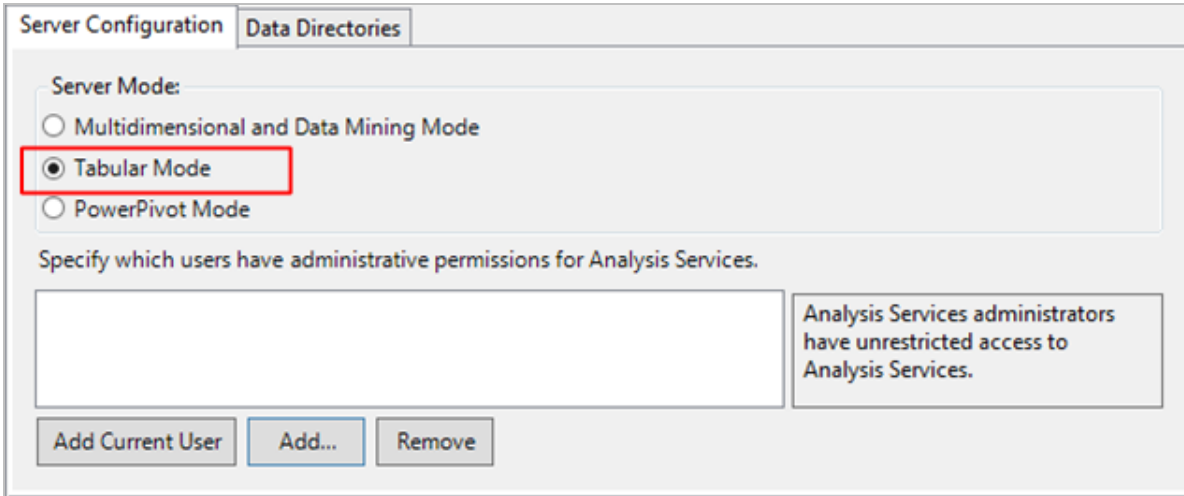 Server Configuration
Data Directories
Server Mode:
Multidimensional and Data Mining Mode
Tabular Mode
PowerPivot Mode
Specify which users have administrative permissions for Analysis Services.
Analysis Services administrators
have unrestricted access to
Analysis Services.
Add Current User
Add...
Remove